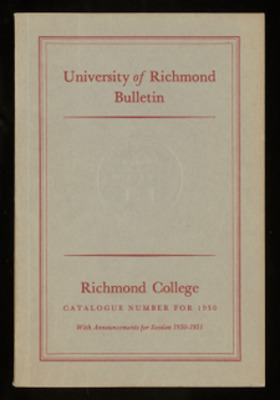 University of Richmond
Bulletin
Richmond College
CATALOGUE NUMBER FOR 1950
With Announcements for Session 1950-1951